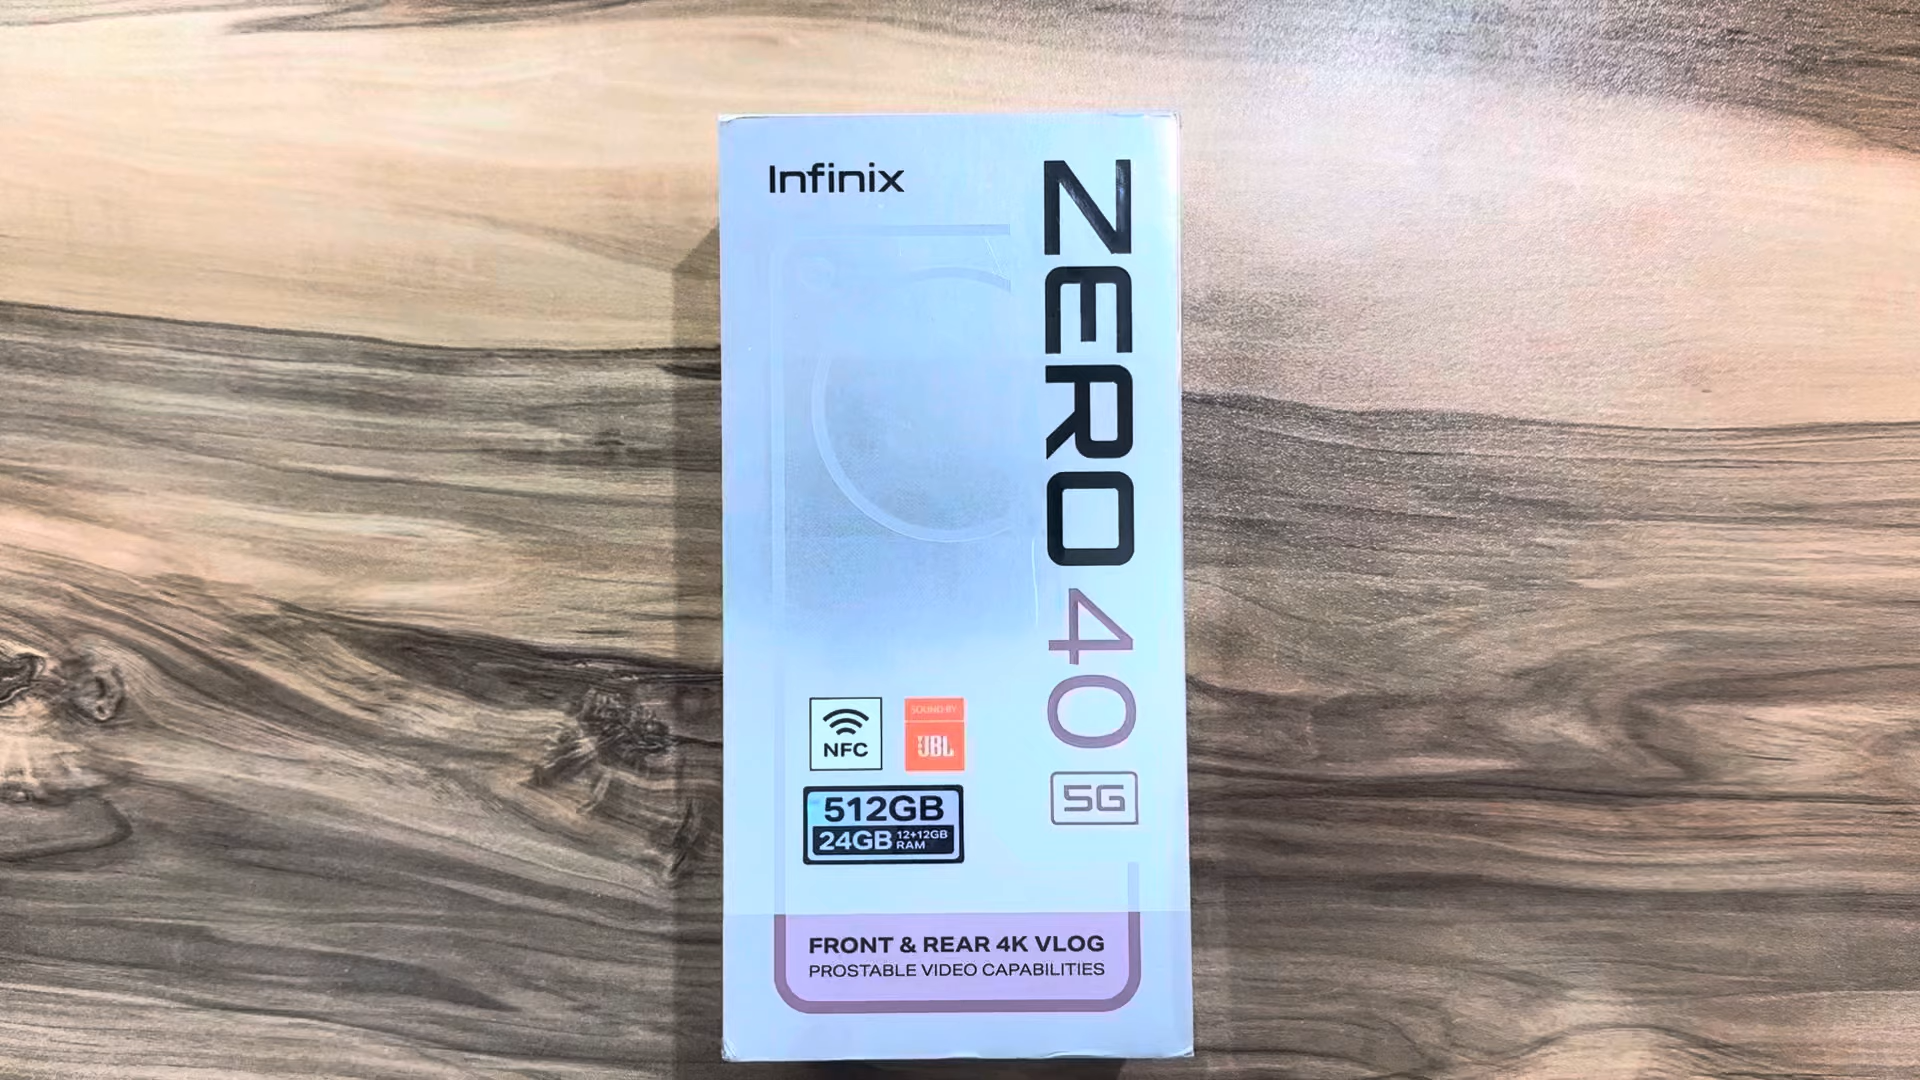 Infinix
ZERO 40
5G
NFC
SOUND BY
JBL
512GB
24GB 12+12GB
RAM
FRONT & REAR 4K VLOG
PROSTABLE VIDEO CAPABILITIES